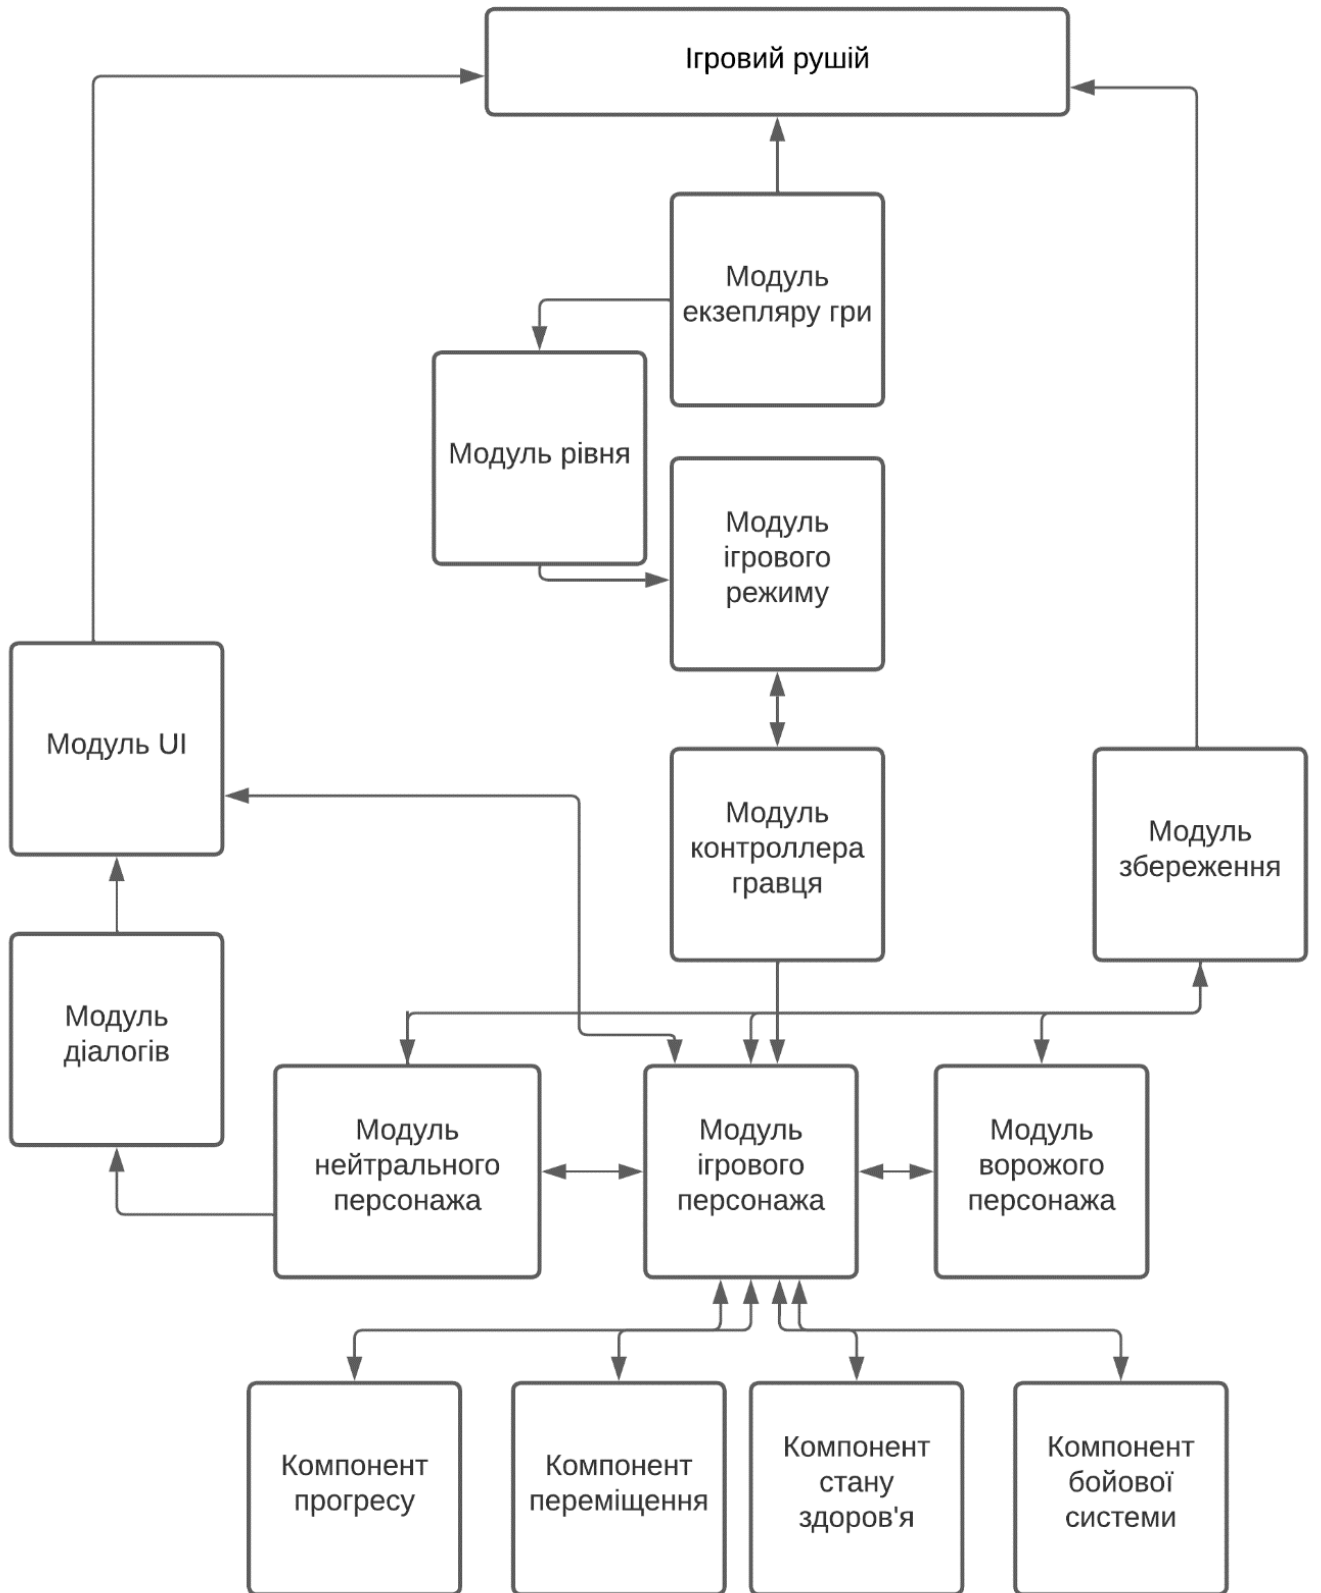 Ігровий рушій
Модуль
екзепляру гри
Модуль рівня
Модуль
ігрового
режиму
Модуль UI
Модуль
контроллера
гравця
Модуль
збереження
Модуль
діалогів
Модуль
нейтрального
персонажа
Модуль
ігрового
персонажа
Модуль
ворожого
персонажа
Компонент
прогресу
Компонент
переміщення
Компонент
стану
здоров'я
Компонент
бойової
системи